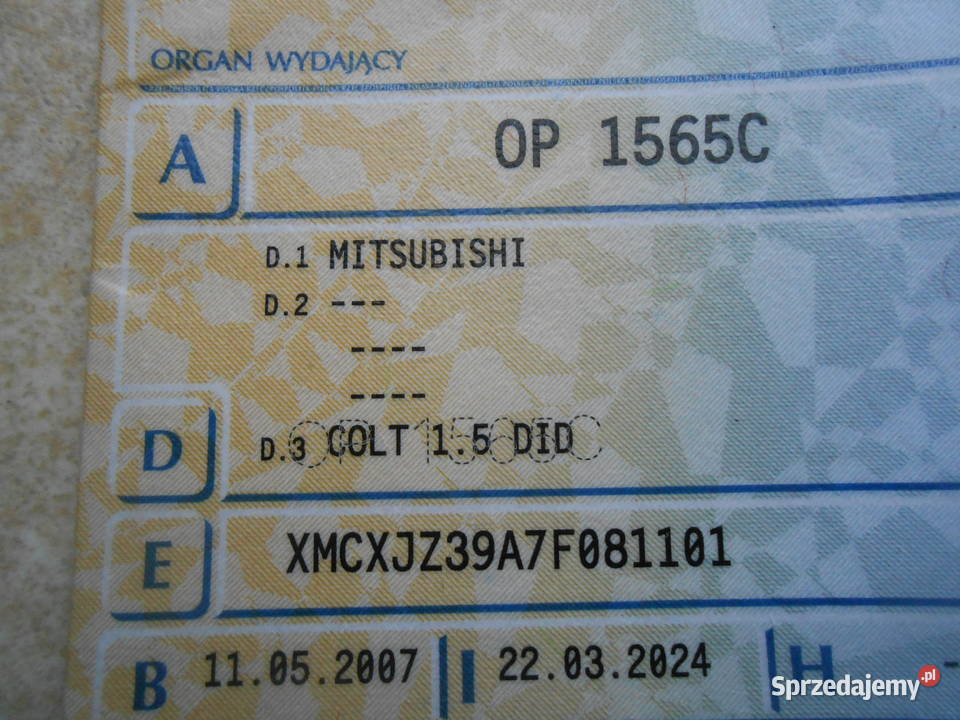 ORGAN WYDAJĄCY
A OP 1565C
D.1 MITSUBISHI
D.2 ---
----
----
D D.3 COLT 1.5 DID
E XMCXJZ39A7F081101
B 11.05.2007 I 22.03.2024 H -
Sprzedajemy.pl